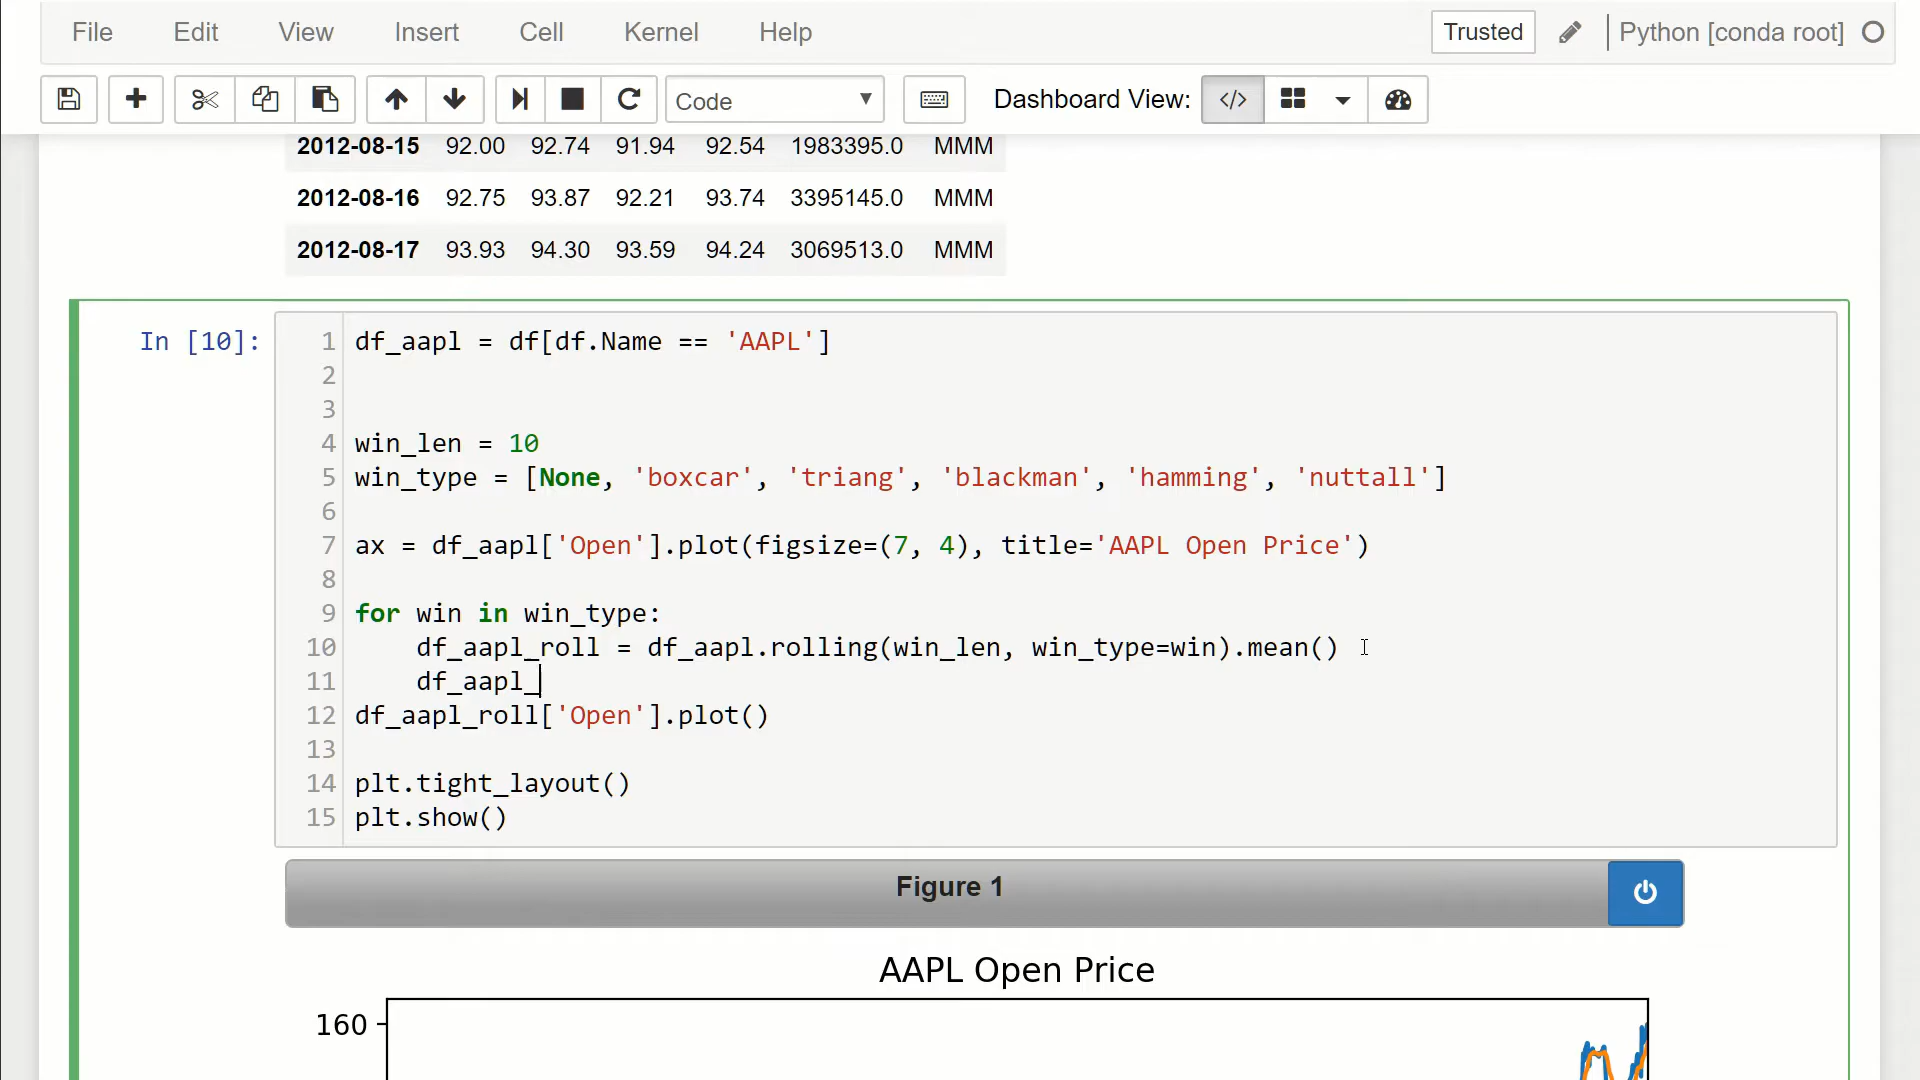 File Edit View Insert Cell Kernel Help Trusted Python [conda root]
Code Dashboard View:
2012-08-15 92.00 92.74 91.94 92.54 1983395.0 MMM
2012-08-16 92.75 93.87 92.21 93.74 3395145.0 MMM
2012-08-17 93.93 94.30 93.59 94.24 3069513.0 MMM
In [10]: 1 df_aapl = df[df.Name == 'AAPL']
2
3
4 win_len = 10
5 win_type = [None, 'boxcar', 'triang', 'blackman', 'hamming', 'nuttall']
6
7 ax = df_aapl['Open'].plot(figsize=(7, 4), title='AAPL Open Price')
8
9 for win in win_type:
10     df_aapl_roll = df_aapl.rolling(win_len, win_type=win).mean()
11     df_aapl_
12 df_aapl_roll['Open'].plot()
13
14 plt.tight_layout()
15 plt.show()
Figure 1
AAPL Open Price
160